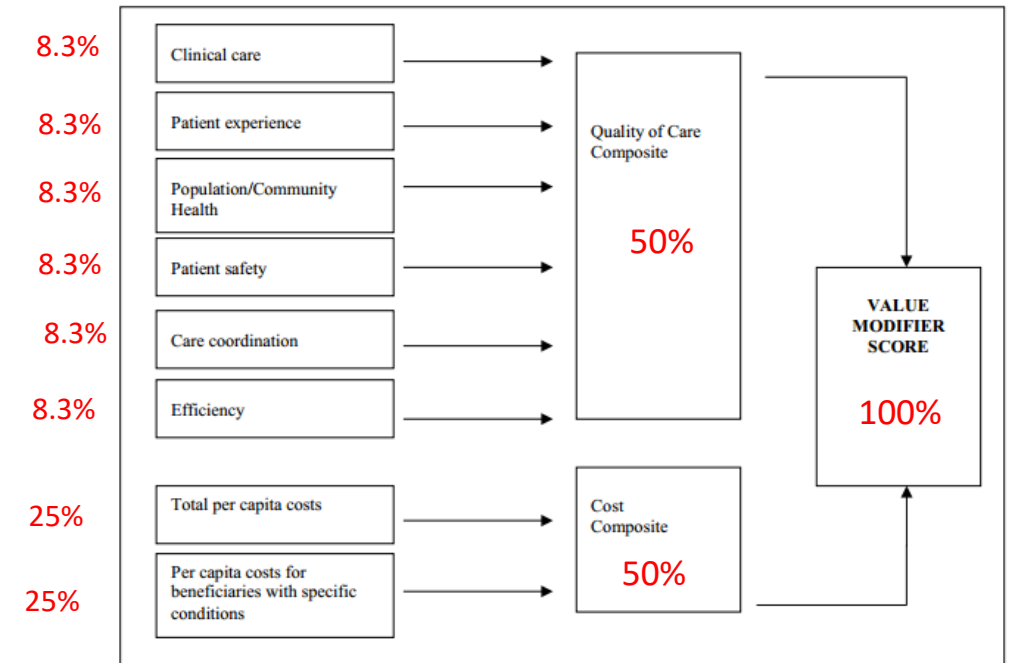 8.3%
Clinical care
8.3%
Patient experience
8.3%
Population/Community
Health
8.3%
Patient safety
8.3%
Care coordination
8.3%
Efficiency
Quality of Care
Composite
50%
25%
Total per capita costs
25%
Per capita costs for
beneficiaries with specific
conditions
Cost
Composite
50%
VALUE
MODIFIER
SCORE
100%